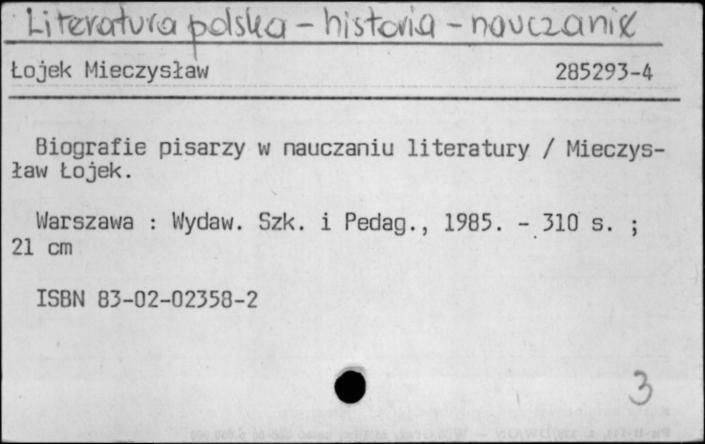 Literatura polska - historia - nauczanie
Łojek Mieczysław 285293-4
Biografie pisarzy w nauczaniu literatury / Mieczys-
ław Łojek.
Warszawa : Wydaw. Szk. i Pedag., 1985. - 310 s. ;
21 cm
ISBN 83-02-02358-2
3